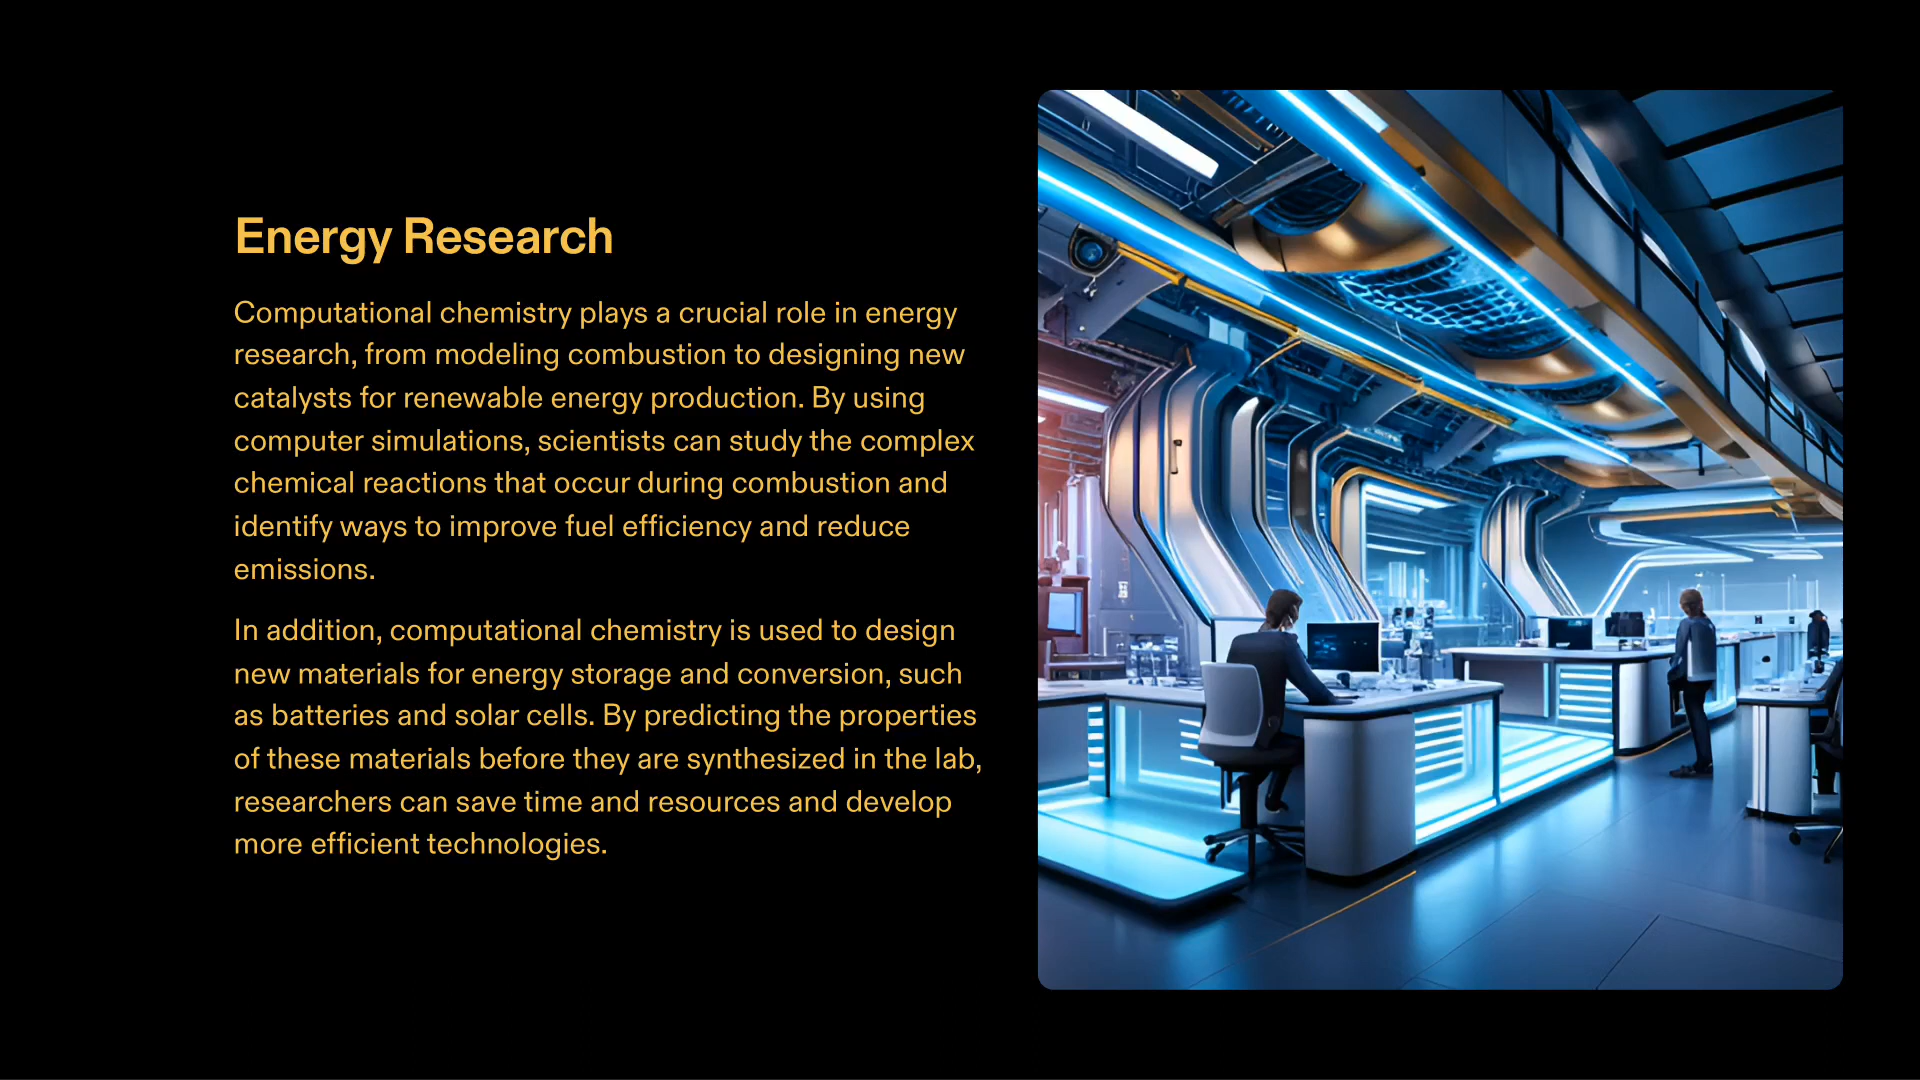 Energy Research
Computational chemistry plays a crucial role in energy
research, from modeling combustion to designing new
catalysts for renewable energy production. By using
computer simulations, scientists can study the complex
chemical reactions that occur during combustion and
identify ways to improve fuel efficiency and reduce
emissions.
In addition, computational chemistry is used to design
new materials for energy storage and conversion, such
as batteries and solar cells. By predicting the properties
of these materials before they are synthesized in the lab,
researchers can save time and resources and develop
more efficient technologies.